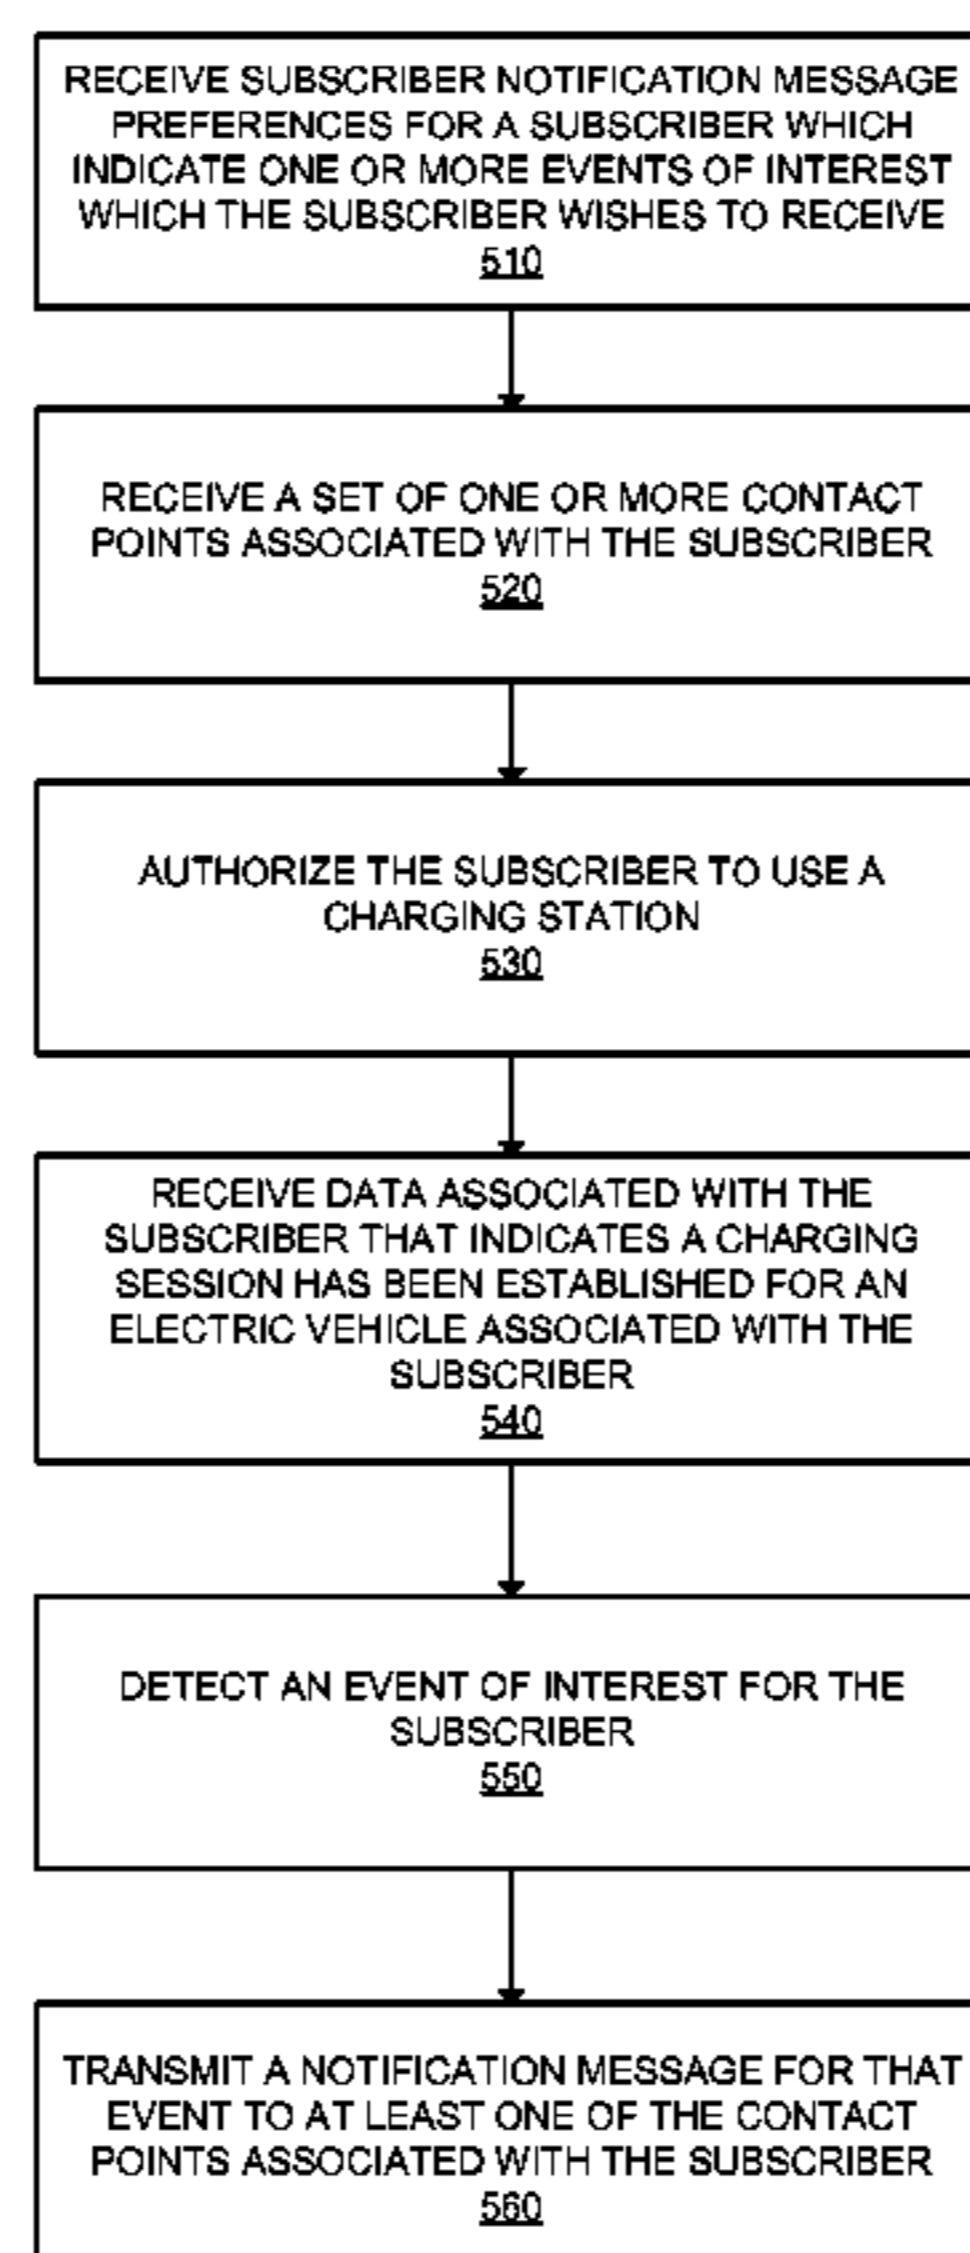 RECEIVE SUBSCRIBER NOTIFICATION MESSAGE
PREFERENCES FOR A SUBSCRIBER WHICH
INDICATE ONE OR MORE EVENTS OF INTEREST
WHICH THE SUBSCRIBER WISHES TO RECEIVE
510
RECEIVE A SET OF ONE OR MORE CONTACT
POINTS ASSOCIATED WITH THE SUBSCRIBER
520
AUTHORIZE THE SUBSCRIBER TO USE A
CHARGING STATION
530
RECEIVE DATA ASSOCIATED WITH THE
SUBSCRIBER THAT INDICATES A CHARGING
SESSION HAS BEEN ESTABLISHED FOR AN
ELECTRIC VEHICLE ASSOCIATED WITH THE
SUBSCRIBER
540
DETECT AN EVENT OF INTEREST FOR THE
SUBSCRIBER
550
TRANSMIT A NOTIFICATION MESSAGE FOR THAT
EVENT TO AT LEAST ONE OF THE CONTACT
POINTS ASSOCIATED WITH THE SUBSCRIBER
560